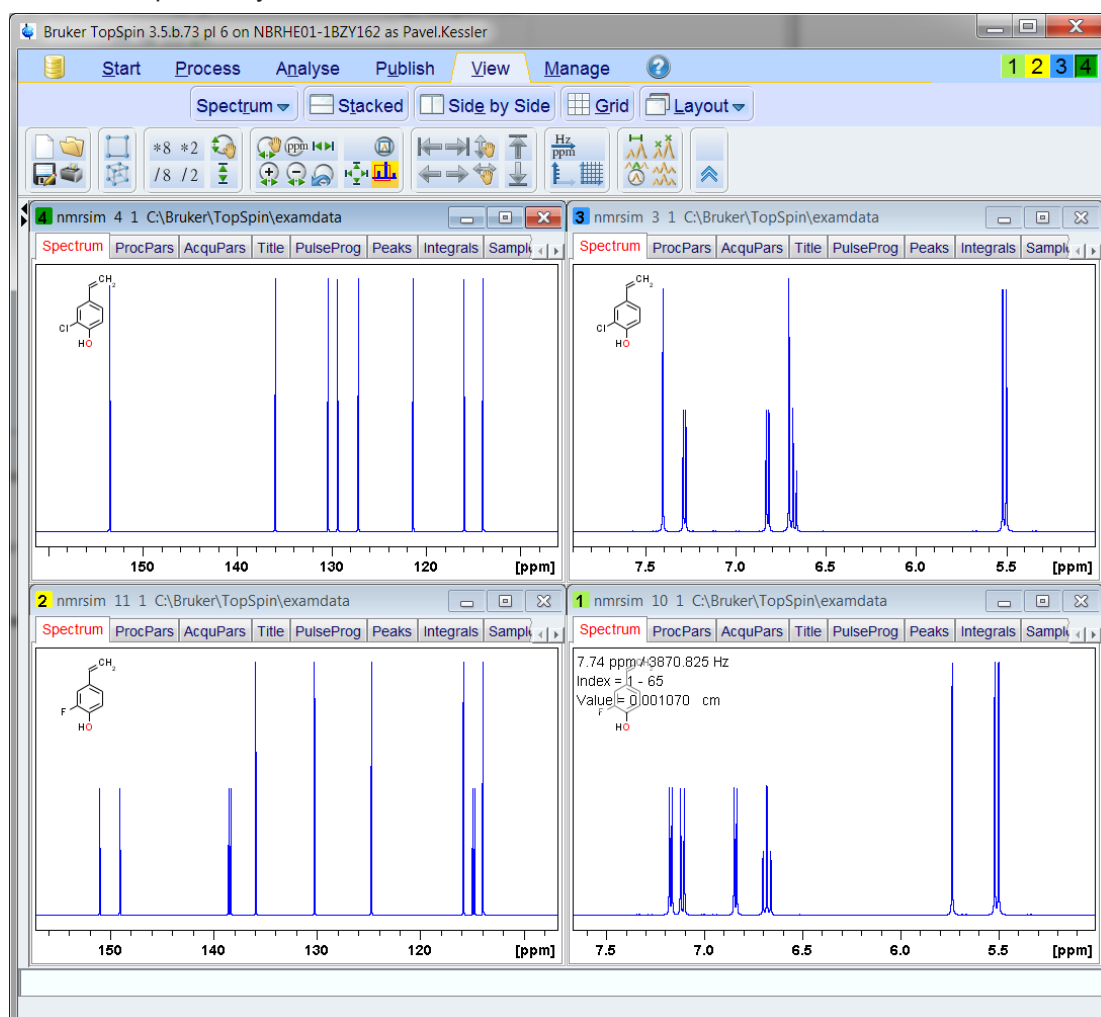 Bruker TopSpin 3.5.b.73 pl 6 on NBRHE01-1BZY162 as Pavel.Kessler
Start Process Analyse Publish View Manage ? 1 2 3 4
Spectrum Stacked Side by Side Grid Layout
*8 *2 ppm Hz ppm
/8 /2
4 nmrsim 4 1 C:\Bruker\TopSpin\examdata
Spectrum ProcPars AcquPars Title PulseProg Peaks Integrals Sample
CH2
Cl
HO
150 140 130 120 [ppm]
3 nmrsim 3 1 C:\Bruker\TopSpin\examdata
Spectrum ProcPars AcquPars Title PulseProg Peaks Integrals Sample
CH2
Cl
HO
7.5 7.0 6.5 6.0 5.5 [ppm]
2 nmrsim 11 1 C:\Bruker\TopSpin\examdata
Spectrum ProcPars AcquPars Title PulseProg Peaks Integrals Sample
CH2
F
HO
150 140 130 120 [ppm]
1 nmrsim 10 1 C:\Bruker\TopSpin\examdata
Spectrum ProcPars AcquPars Title PulseProg Peaks Integrals Sample
7.74 ppm / 3870.825 Hz
Index = 1 - 65
Value = 0.001070 cm
F
HO
7.5 7.0 6.5 6.0 5.5 [ppm]